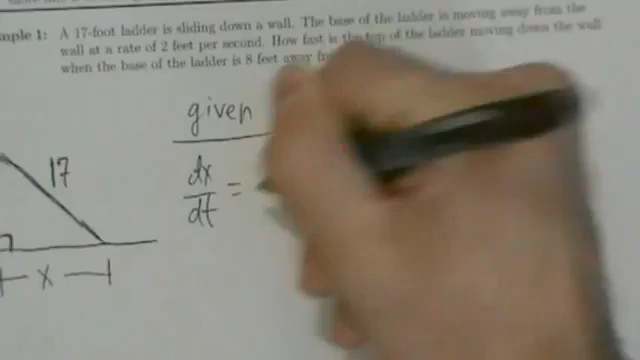 mple 1: A 17-foot ladder is sliding down a wall. The base of the ladder is moving away from the
wall at a rate of 2 feet per second. How fast is the top of the ladder moving down the wall
when the base of the ladder is 8 feet away
given
17
dx
dt =
x